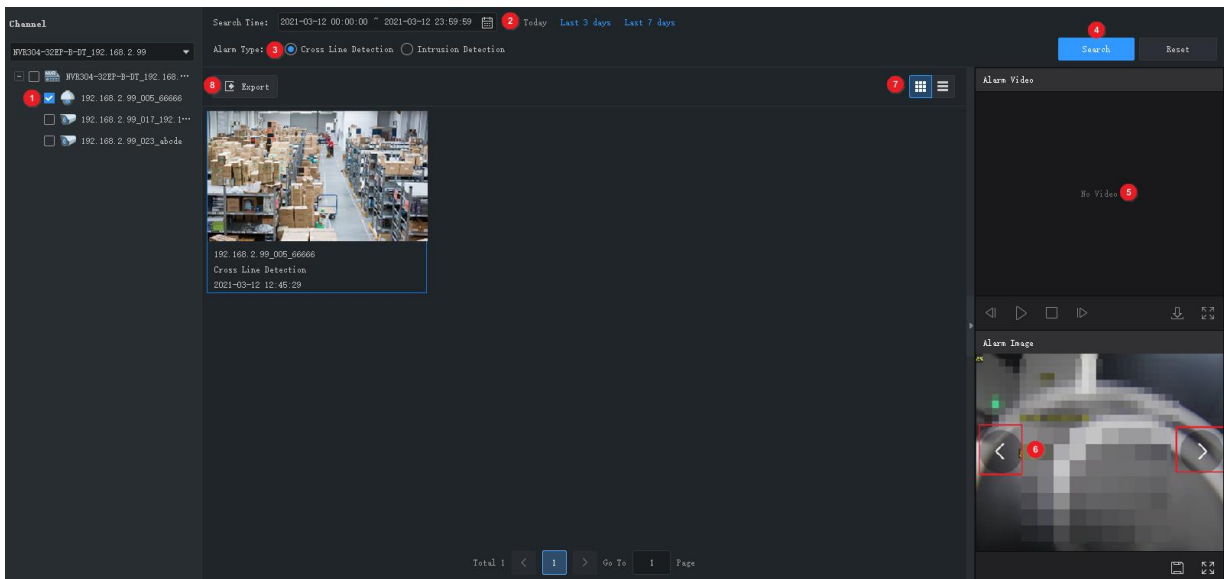 Channel
NVR304-32EP-B-DT_192.168.2.99
NVR304-32EP-B-DT_192.168.···
1
192.168.2.99_005_66666
192.168.2.99_017_192.1···
192.168.2.99_023_abcde
Search Time: 2021-03-12 00:00:00 ~ 2021-03-12 23:59:59 2 Today Last 3 days Last 7 days
Alarm Type: 3 Cross Line Detection Intrusion Detection
4
Search Reset
8 Export
7
192.168.2.99_005_66666
Cross Line Detection
2021-03-12 12:45:29
Total 1 < 1 > Go To 1 Page
Alarm Video
No Video 5
Alarm Image
6